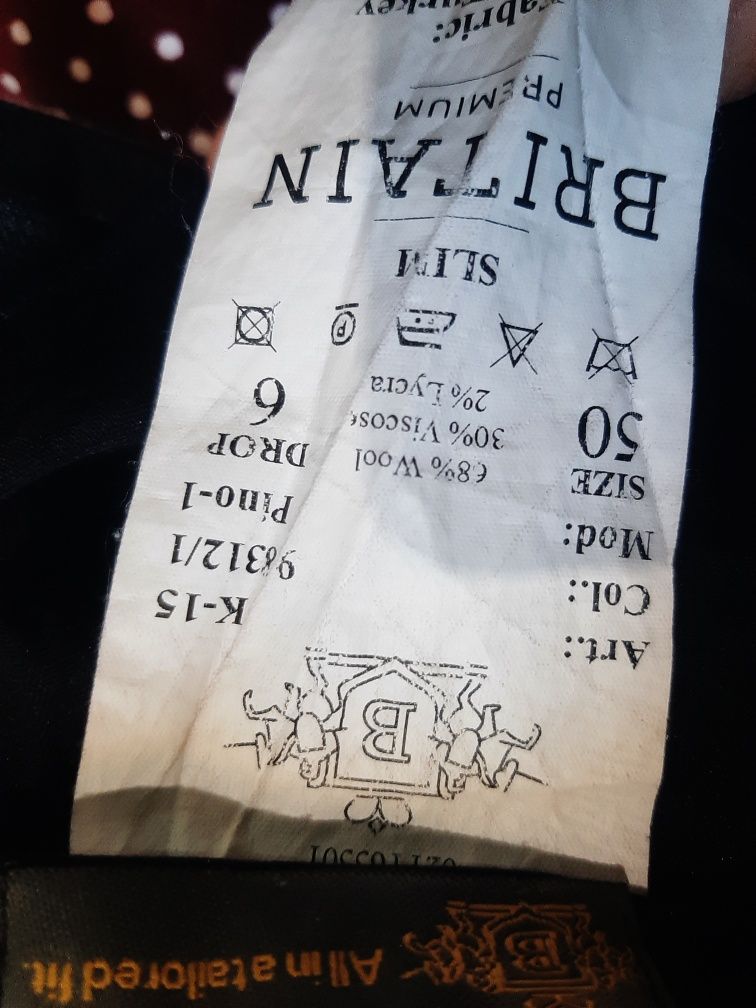 All in a tailored fit.
B
B
Art.: K-15
Col.: 98312/1
Mod: Pino-1
SIZE 50
68% Wool
30% Viscose
2% Lycra
DROP 6
P
SLIM
BRITAIN
PREMIUM
Fabric:
Turkey